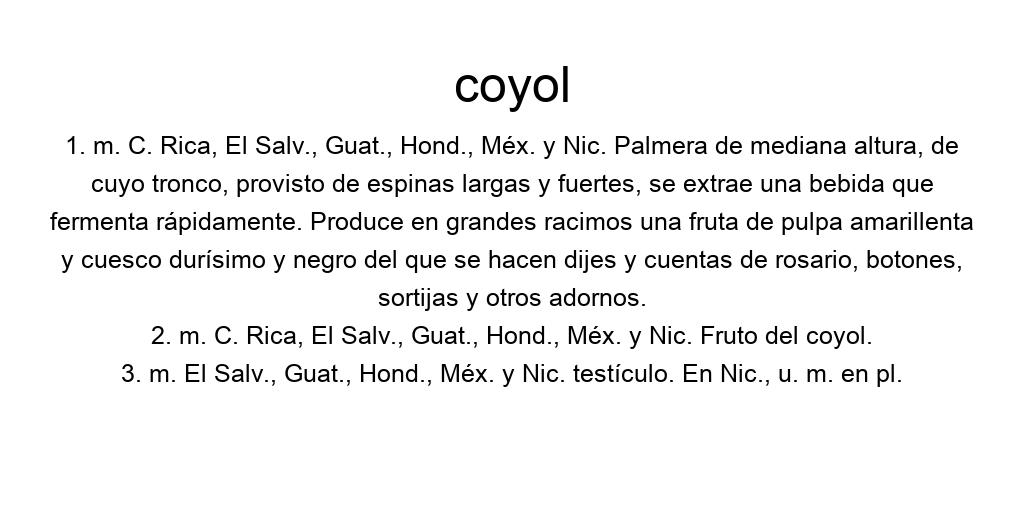 coyol
1. m. C. Rica, El Salv., Guat., Hond., Méx. y Nic. Palmera de mediana altura, de
cuyo tronco, provisto de espinas largas y fuertes, se extrae una bebida que
fermenta rápidamente. Produce en grandes racimos una fruta de pulpa amarillenta
y cuesco durísimo y negro del que se hacen dijes y cuentas de rosario, botones,
sortijas y otros adornos.
2. m. C. Rica, El Salv., Guat., Hond., Méx. y Nic. Fruto del coyol.
3. m. El Salv., Guat., Hond., Méx. y Nic. testículo. En Nic., u. m. en pl.